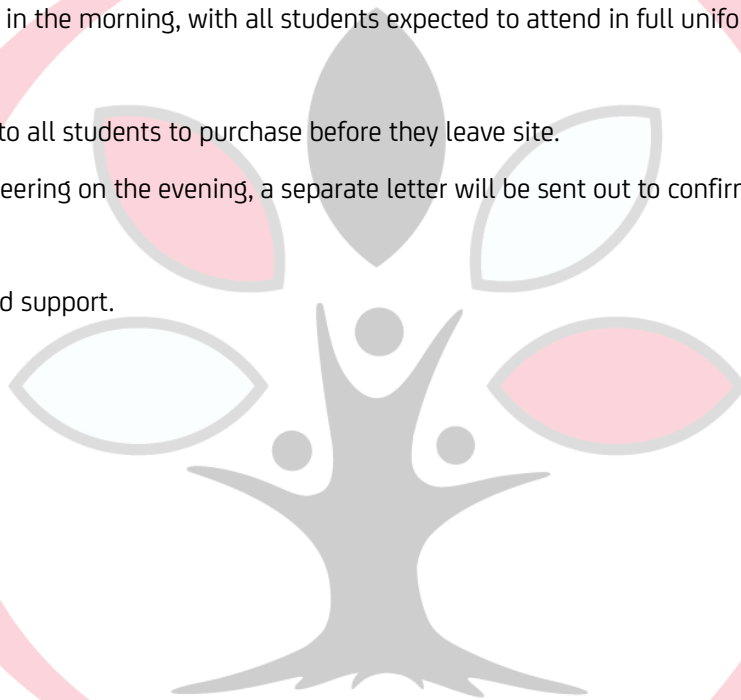 in the morning, with all students expected to attend in full unifo
to all students to purchase before they leave site.
eering on the evening, a separate letter will be sent out to confirm
d support.